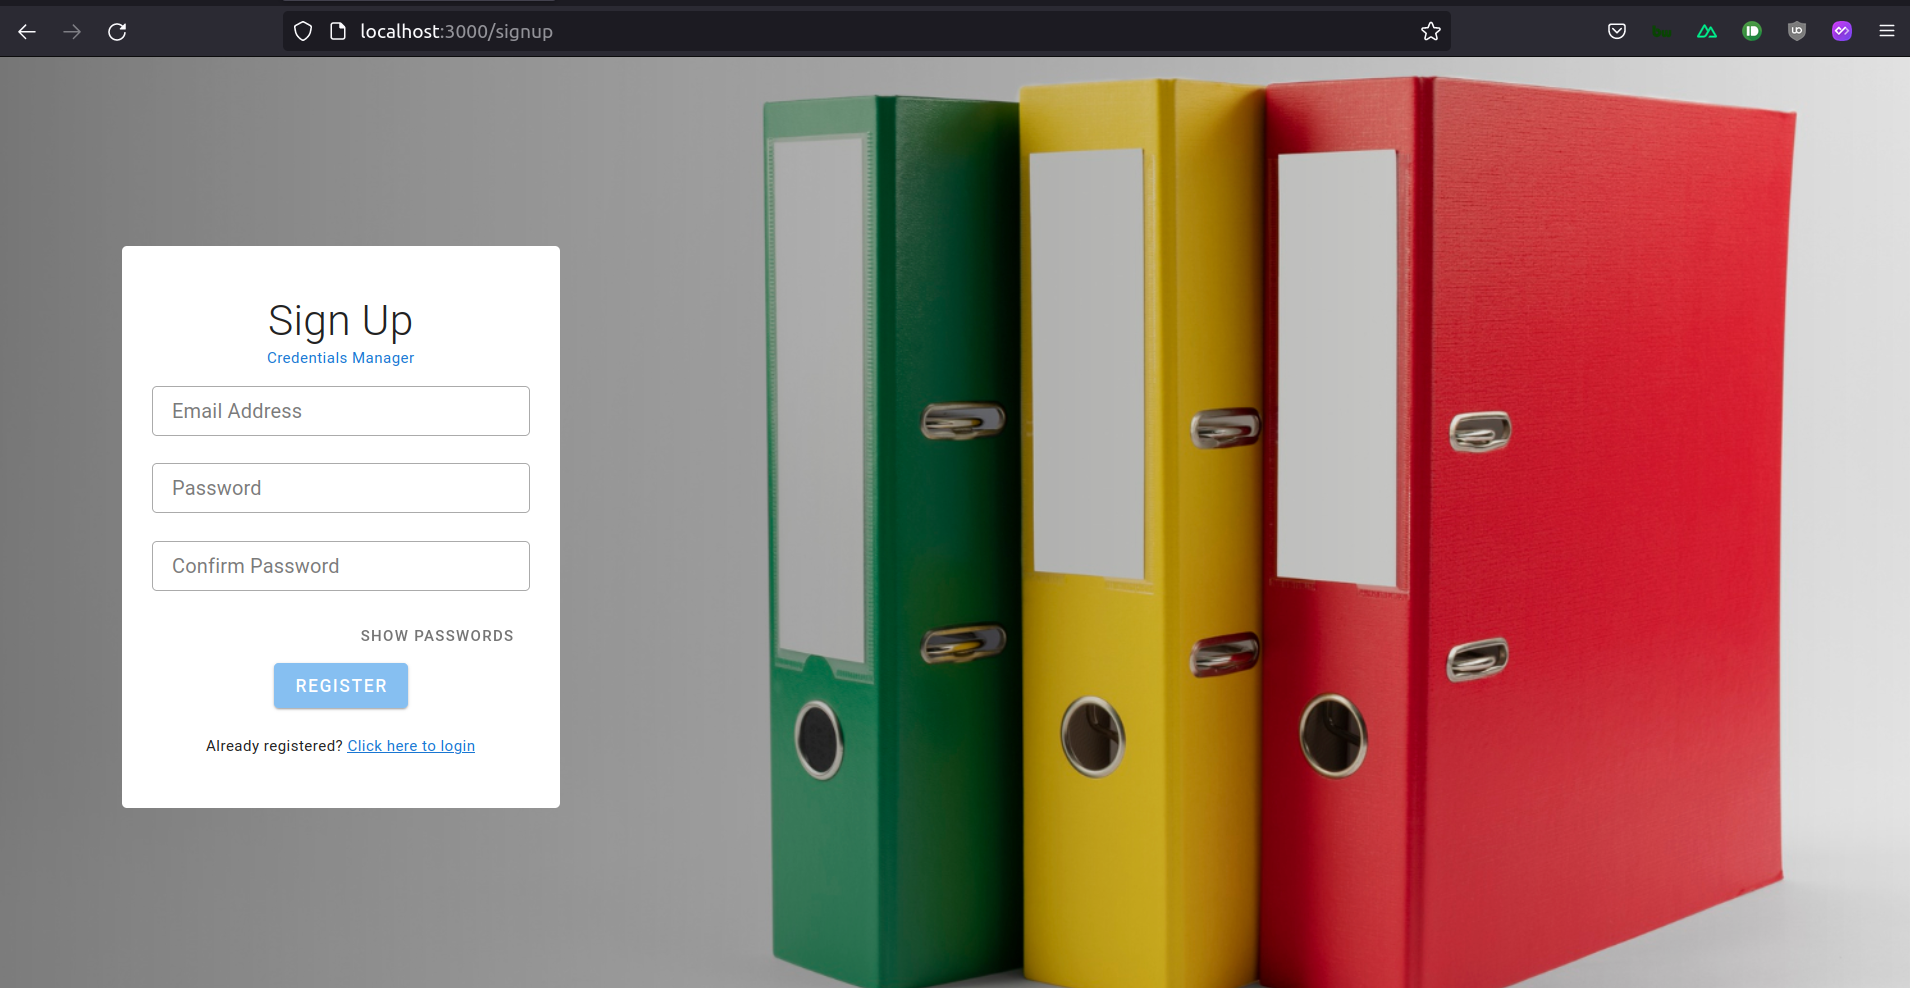 localhost:3000/signup
Sign Up
Credentials Manager
Email Address
Password
Confirm Password
SHOW PASSWORDS
REGISTER
Already registered? Click here to login